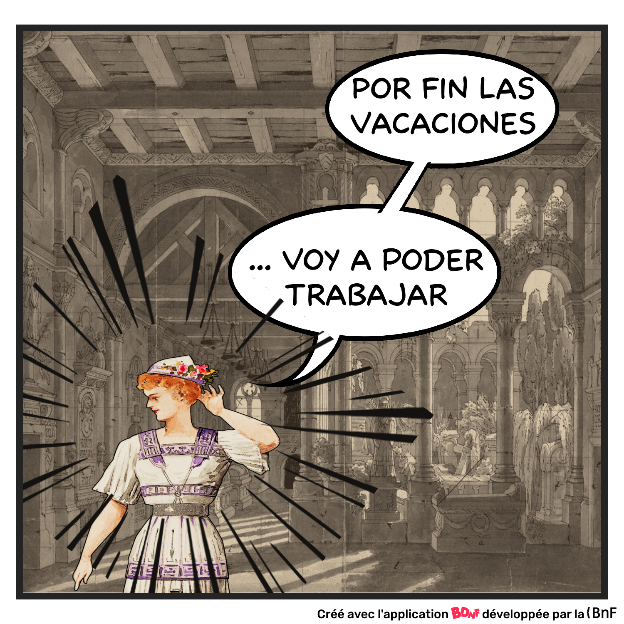 POR FIN LAS
VACACIONES
... VOY A PODER
TRABAJAR
Créé avec l'application BDnF développée par la (BnF